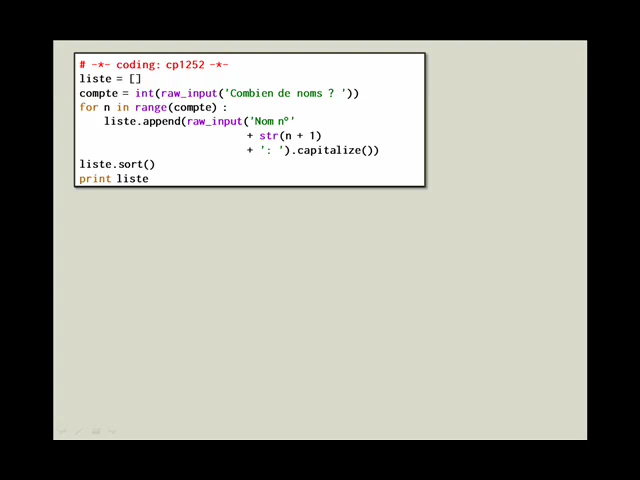 # -*- coding: cp1252 -*-
liste = []
compte = int(raw_input('Combien de noms ? '))
for n in range(compte) :
liste.append(raw_input('Nom n°'
+ str(n + 1)
+ ': ').capitalize())
liste.sort()
print liste